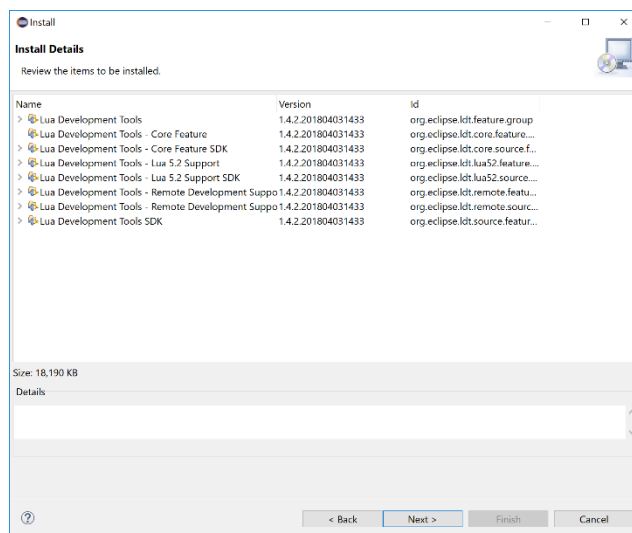 Install
Install Details
Review the items to be installed.
Name Version Id
Lua Development Tools 1.4.2.201804031433 org.eclipse.ldt.feature.group
Lua Development Tools - Core Feature 1.4.2.201804031433 org.eclipse.ldt.core.feature....
Lua Development Tools - Core Feature SDK 1.4.2.201804031433 org.eclipse.ldt.core.source.f...
Lua Development Tools - Lua 5.2 Support 1.4.2.201804031433 org.eclipse.ldt.lua52.feature....
Lua Development Tools - Lua 5.2 Support SDK 1.4.2.201804031433 org.eclipse.ldt.lua52.source....
Lua Development Tools - Remote Development Suppo 1.4.2.201804031433 org.eclipse.ldt.remote.featu...
Lua Development Tools - Remote Development Suppo 1.4.2.201804031433 org.eclipse.ldt.remote.sourc...
Lua Development Tools SDK 1.4.2.201804031433 org.eclipse.ldt.source.featur...
Size: 18,190 KB
Details
< Back Next > Finish Cancel